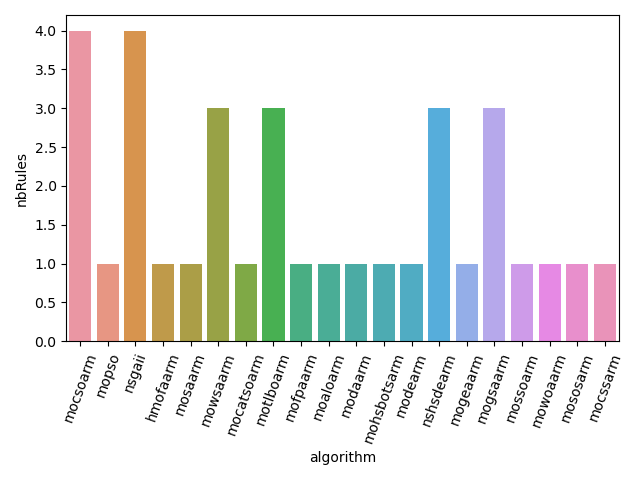 4.0
3.5
3.0
2.5
2.0
1.5
1.0
0.5
0.0
nbRules
mocsoarm
mopso
nsgaii
hmofaarm
mosaarm
mowsaarm
mocatsoarm
motlboarm
mofpaarm
moaloarm
modaarm
mohsbotsarm
modearm
nshsdearm
mogeaarm
mogsaarm
mossoarm
mowoaarm
mososarm
mocssarm
algorithm